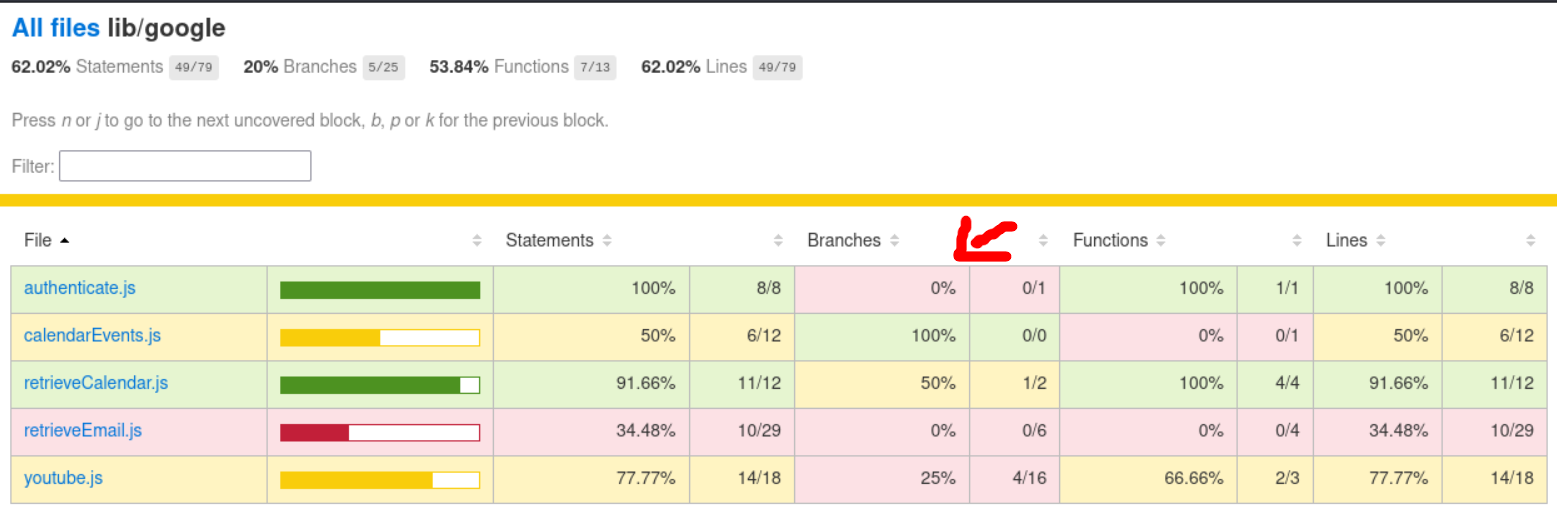 All files lib/google
62.02% Statements 49/79 20% Branches 5/25 53.84% Functions 7/13 62.02% Lines 49/79
Press n or j to go to the next uncovered block, b, p or k for the previous block.
Filter:
File Statements Branches Functions Lines
authenticate.js 100% 8/8 0% 0/1 100% 1/1 100% 8/8
calendarEvents.js 50% 6/12 100% 0/0 0% 0/1 50% 6/12
retrieveCalendar.js 91.66% 11/12 50% 1/2 100% 4/4 91.66% 11/12
retrieveEmail.js 34.48% 10/29 0% 0/6 0% 0/4 34.48% 10/29
youtube.js 77.77% 14/18 25% 4/16 66.66% 2/3 77.77% 14/18